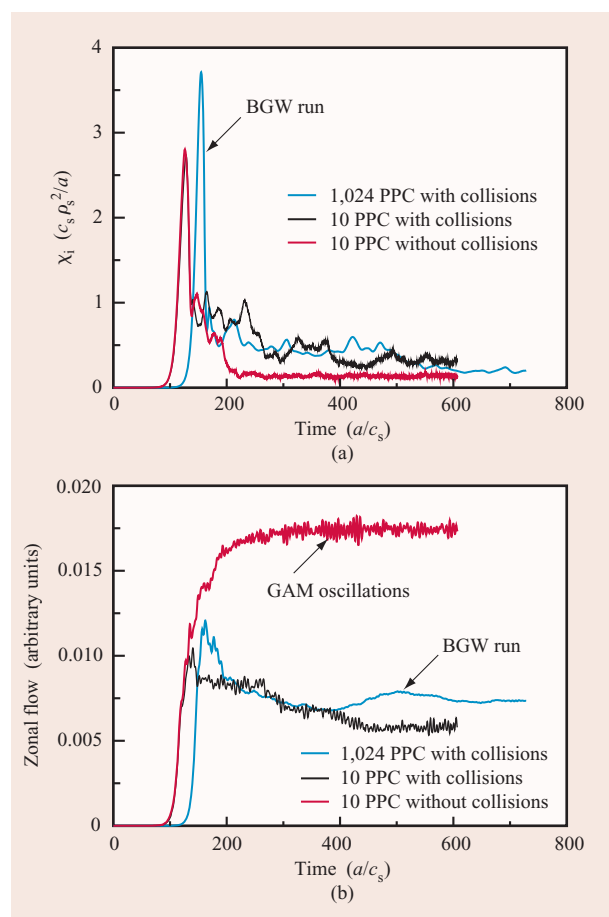 4
3
2
1
0
χi (cs ρs²/a)
BGW run
1,024 PPC with collisions
10 PPC with collisions
10 PPC without collisions
0 200 400 600 800
Time (a/cs)
(a)
0.020
0.015
0.010
0.005
0
Zonal flow (arbitrary units)
GAM oscillations
BGW run
1,024 PPC with collisions
10 PPC with collisions
10 PPC without collisions
0 200 400 600 800
Time (a/cs)
(b)